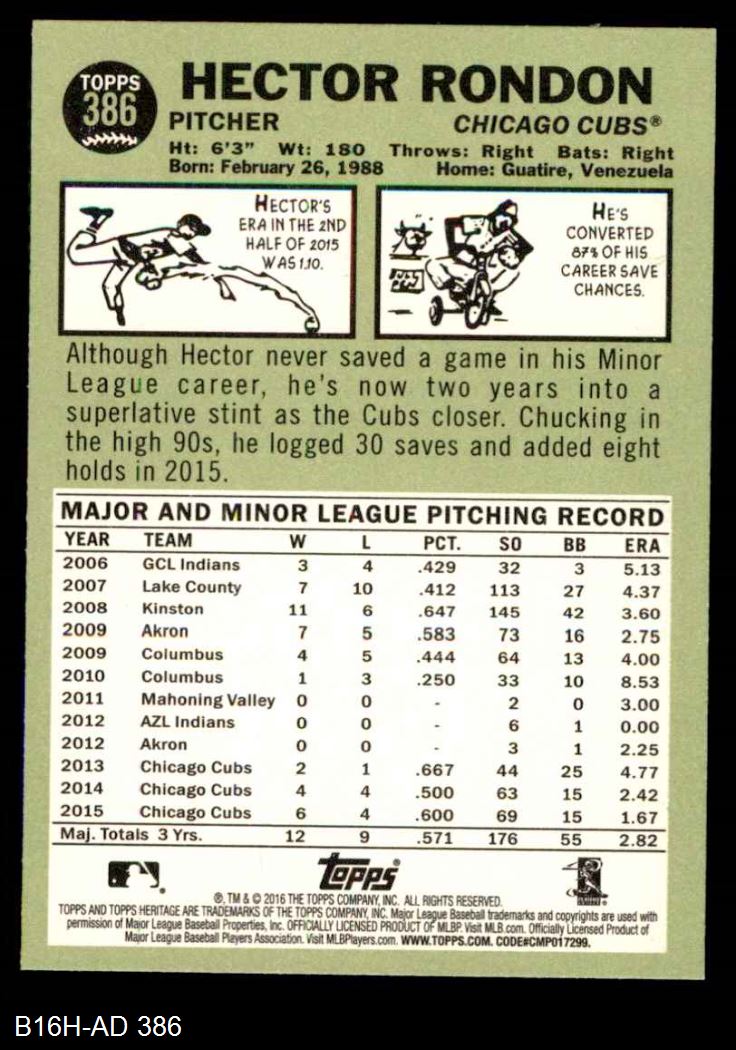 TOPPS
386
HECTOR RONDON
PITCHER CHICAGO CUBS®
Ht: 6'3" Wt: 180 Throws: Right Bats: Right
Born: February 26, 1988 Home: Guatire, Venezuela
HECTOR'S
ERA IN THE 2ND
HALF OF 2015
WAS 1.10.
BULL
PEN
HE'S
CONVERTED
87% OF HIS
CAREER SAVE
CHANCES.
Although Hector never saved a game in his Minor
League career, he's now two years into a
superlative stint as the Cubs closer. Chucking in
the high 90s, he logged 30 saves and added eight
holds in 2015.
MAJOR AND MINOR LEAGUE PITCHING RECORD
YEAR TEAM W L PCT. SO BB ERA
2006 GCL Indians 3 4 .429 32 3 5.13
2007 Lake County 7 10 .412 113 27 4.37
2008 Kinston 11 6 .647 145 42 3.60
2009 Akron 7 5 .583 73 16 2.75
2009 Columbus 4 5 .444 64 13 4.00
2010 Columbus 1 3 .250 33 10 8.53
2011 Mahoning Valley 0 0 - 2 0 3.00
2012 AZL Indians 0 0 - 6 1 0.00
2012 Akron 0 0 - 3 1 2.25
2013 Chicago Cubs 2 1 .667 44 25 4.77
2014 Chicago Cubs 4 4 .500 63 15 2.42
2015 Chicago Cubs 6 4 .600 69 15 1.67
Maj. Totals 3 Yrs. 12 9 .571 176 55 2.82
Topps
®, TM & © 2016 THE TOPPS COMPANY, INC. ALL RIGHTS RESERVED.
TOPPS AND TOPPS HERITAGE ARE TRADEMARKS OF THE TOPPS COMPANY, INC. Major League Baseball trademarks and copyrights are used with
permission of Major League Baseball Properties, Inc. OFFICIALLY LICENSED PRODUCT OF MLBP. Visit MLB.com. Officially Licensed Product of
Major League Baseball Players Association. Visit MLBPlayers.com. WWW.TOPPS.COM. CODE#CMP017299.
B16H-AD 386